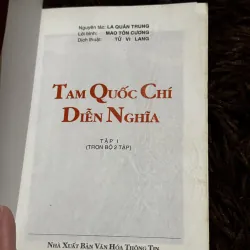 Nguyên tác: LA QUÁN TRUNG
Lời bình: MAO TÔN CƯƠNG
Dịch thuật: TỬ VI LANG
TAM QUỐC CHÍ
DIỄN NGHĨA
TẬP 1
(TRỌN BỘ 2 TẬP)
NHÀ XUẤT BẢN VĂN HÓA THÔNG TIN